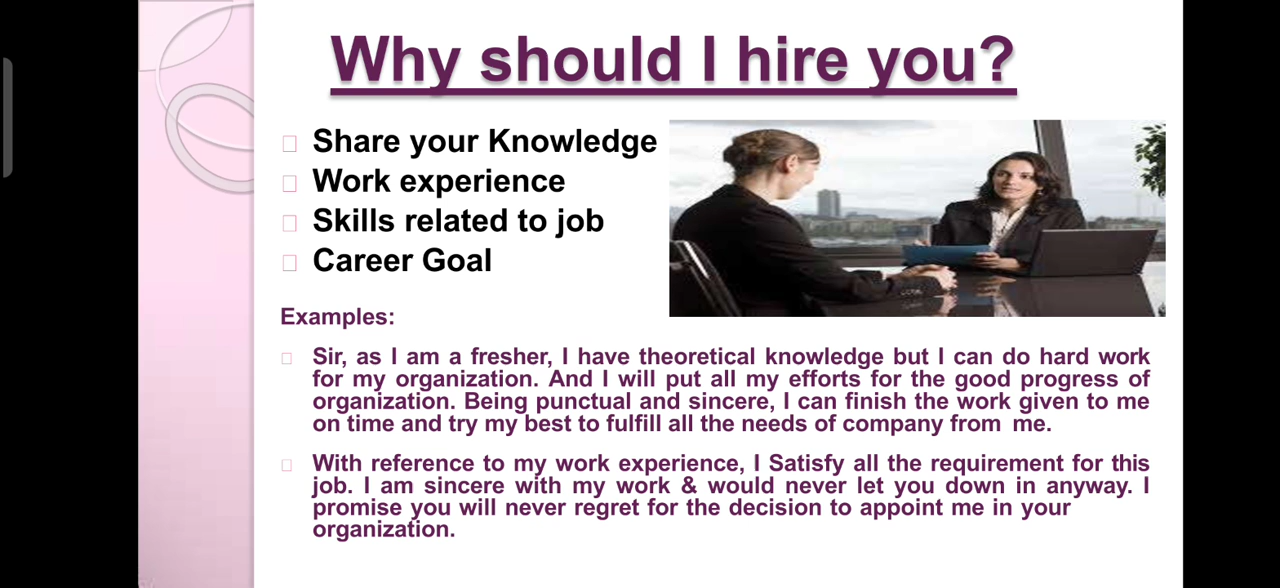 Why should I hire you?
Share your Knowledge
Work experience
Skills related to job
Career Goal
Examples:
Sir, as I am a fresher, I have theoretical knowledge but I can do hard work
for my organization. And I will put all my efforts for the good progress of
organization. Being punctual and sincere, I can finish the work given to me
on time and try my best to fulfill all the needs of company from me.
With reference to my work experience, I Satisfy all the requirement for this
job. I am sincere with my work & would never let you down in anyway. I
promise you will never regret for the decision to appoint me in your
organization.